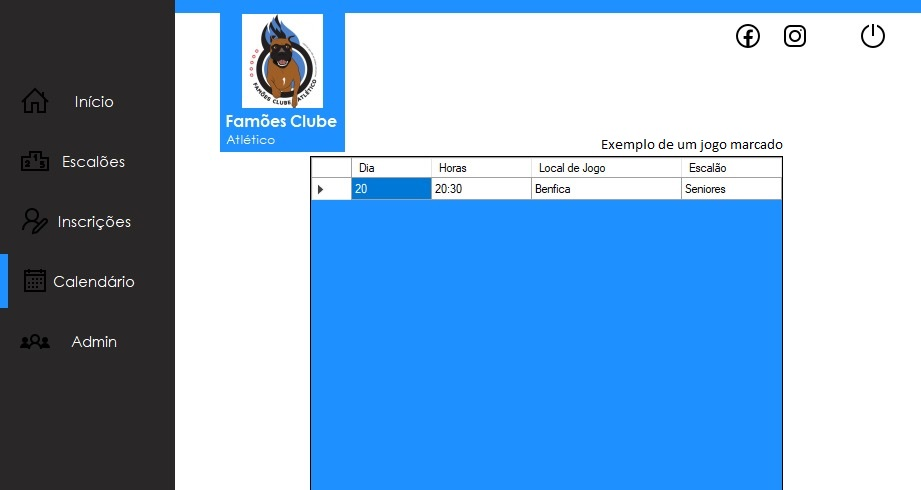 Início
Escalões
Inscrições
Calendário
Admin
FAMÕES CLUBE ATLÉTICO
Famões Clube
Atlético
Exemplo de um jogo marcado
Dia Horas Local de Jogo Escalão
20 20:30 Benfica Seniores